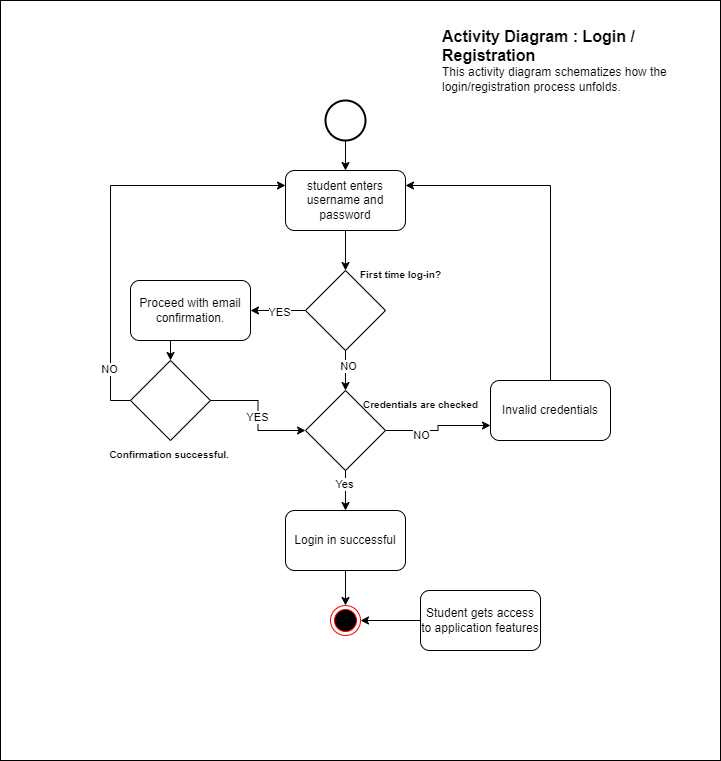 Activity Diagram : Login /
Registration
This activity diagram schematizes how the
login/registration process unfolds.
student enters
username and
password
First time log-in?
Proceed with email
confirmation.
YES
NO
NO
Credentials are checked
Invalid credentials
YES
NO
Confirmation successful.
Yes
Login in successful
Student gets access
to application features